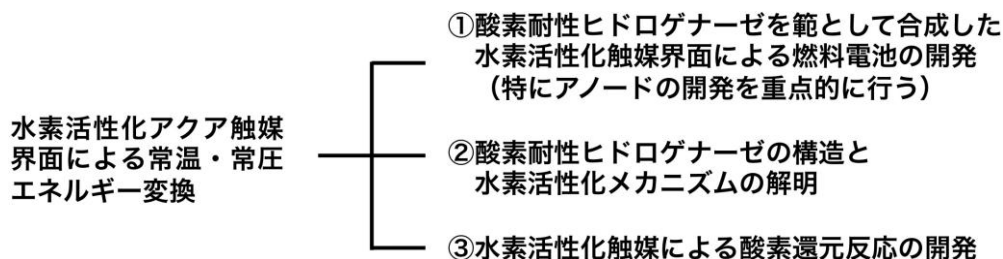 水素活性化アクア触媒
界面による常温・常圧
エネルギー変換
①酸素耐性ヒドロゲナーゼを範として合成した
水素活性化触媒界面による燃料電池の開発
（特にアノードの開発を重点的に行う）
②酸素耐性ヒドロゲナーゼの構造と
水素活性化メカニズムの解明
③水素活性化触媒による酸素還元反応の開発